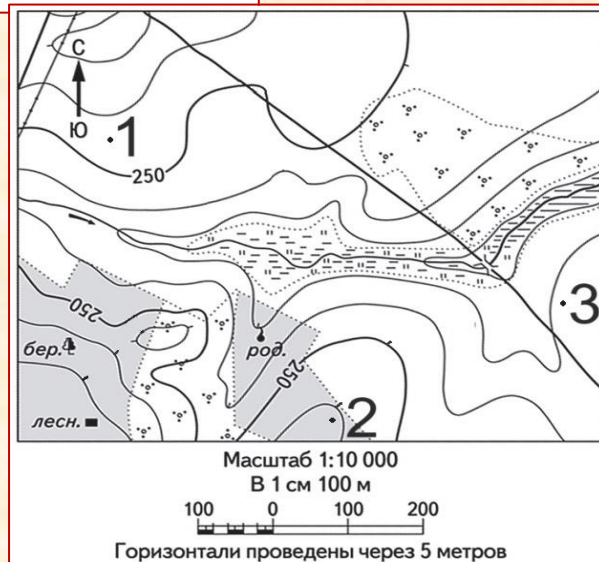 С
Ю
1
250
250
бер.
род.
250
лесн.
2
3
Масштаб 1:10 000
В 1 см 100 м
100 0 100 200
Горизонтали проведены через 5 метров